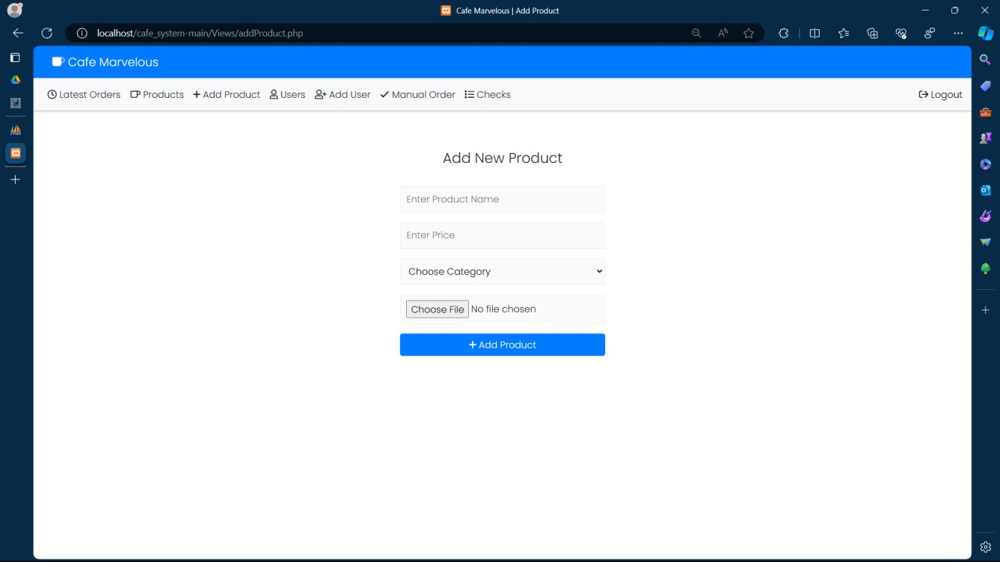 Cafe Marvelous | Add Product
localhost/cafe_system-main/Views/addProduct.php
Cafe Marvelous
Latest Orders Products + Add Product Users Add User Manual Order Checks Logout
Add New Product
Enter Product Name
Enter Price
Choose Category
Choose File No file chosen
+ Add Product